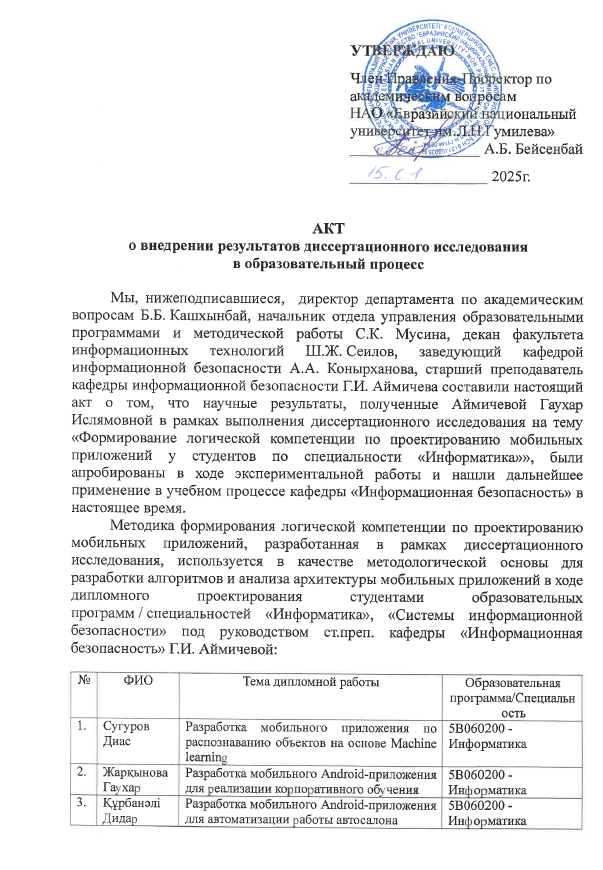 УТВЕРЖДАЮ
Член Правления-Проректор по
академическим вопросам
НАО «Евразийский национальный
университет им.Л.Н.Гумилева»
А.Б. Бейсенбай
15.01 2025г.
АКТ
о внедрении результатов диссертационного исследования
в образовательный процесс
Мы, нижеподписавшиеся, директор департамента по академическим
вопросам Б.Б. Кашхынбай, начальник отдела управления образовательными
программами и методической работы С.К. Мусина, декан факультета
информационных технологий Ш.Ж. Сеилов, заведующий кафедрой
информационной безопасности А.А. Конырханова, старший преподаватель
кафедры информационной безопасности Г.И. Аймичева составили настоящий
акт о том, что научные результаты, полученные Аймичевой Гаухар
Ислямовной в рамках выполнения диссертационного исследования на тему
«Формирование логической компетенции по проектированию мобильных
приложений у студентов по специальности «Информатика»», были
апробированы в ходе экспериментальной работы и нашли дальнейшее
применение в учебном процессе кафедры «Информационная безопасность» в
настоящее время.
Методика формирования логической компетенции по проектированию
мобильных приложений, разработанная в рамках диссертационного
исследования, используется в качестве методологической основы для
разработки алгоритмов и анализа архитектуры мобильных приложений в ходе
дипломного проектирования студентами образовательных
программ / специальностей «Информатика», «Системы информационной
безопасности» под руководством ст.преп. кафедры «Информационная
безопасность» Г.И. Аймичевой:
№ ФИО Тема дипломной работы Образовательная
программа/Специальн
ость
1. Сугуров Разработка мобильного приложения по 5В060200 -
Диас распознаванию объектов на основе Machine Информатика
learning
2. Жарқынова Разработка мобильного Android-приложения 5В060200 -
Гаухар для реализации корпоративного обучения Информатика
3. Құрбанәлі Разработка мобильного Android-приложения 5В060200 -
Дидар для автоматизации работы автосалона Информатика